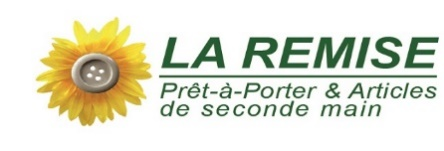 LA REMISE
Prêt-à-Porter & Articles
de seconde main